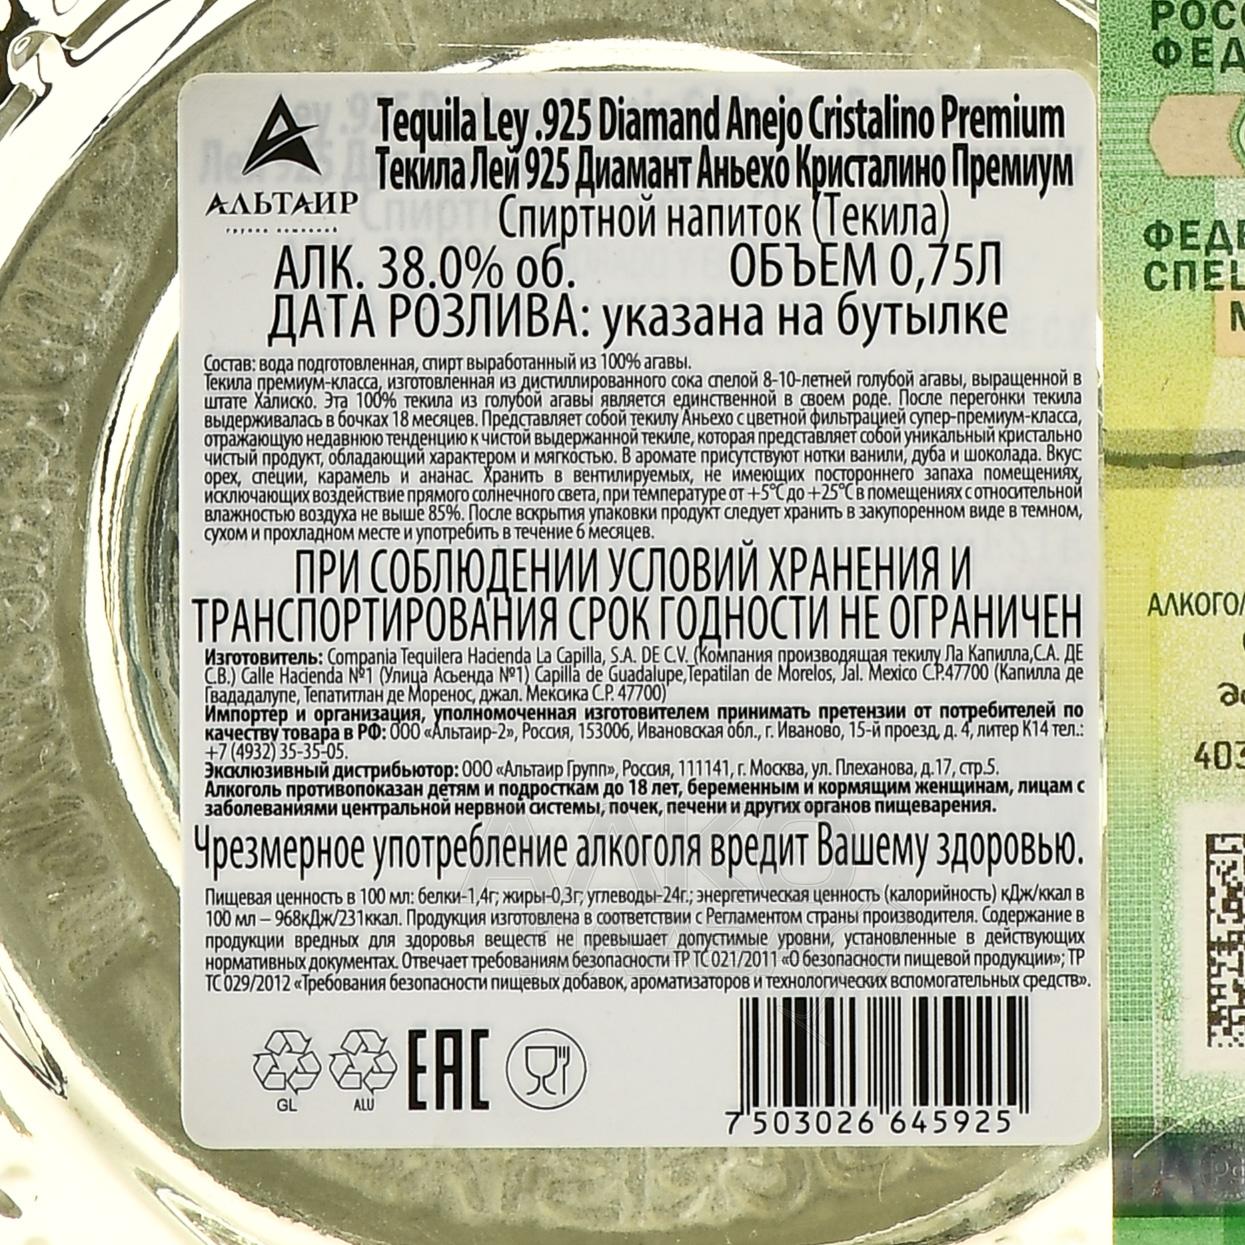 Tequila Ley .925 Diamand Anejo Cristalino Premium
Текила Лей 925 Диамант Аньехо Кристалино Премиум
АЛЬТАИР
группа компаний
Спиртной напиток (Текила)
АЛК. 38.0% об. ОБЪЕМ 0,75Л
ДАТА РОЗЛИВА: указана на бутылке
Состав: вода подготовленная, спирт выработанный из 100% агавы.
Текила премиум-класса, изготовленная из дистиллированного сока спелой 8-10-летней голубой агавы, выращенной в
штате Халиско. Эта 100% текила из голубой агавы является единственной в своем роде. После перегонки текила
выдерживалась в бочках 18 месяцев. Представляет собой текилу Аньехо с цветной фильтрацией супер-премиум-класса,
отражающую недавнюю тенденцию к чистой выдержанной текиле, которая представляет собой уникальный кристально
чистый продукт, обладающий характером и мягкостью. В аромате присутствуют нотки ванили, дуба и шоколада. Вкус:
орех, специи, карамель и ананас. Хранить в вентилируемых, не имеющих постороннего запаха помещениях,
исключающих воздействие прямого солнечного света, при температуре от +5°С до +25°С в помещениях с относительной
влажностью воздуха не выше 85%. После вскрытия упаковки продукт следует хранить в закупоренном виде в темном,
сухом и прохладном месте и употребить в течение 6 месяцев.
ПРИ СОБЛЮДЕНИИ УСЛОВИЙ ХРАНЕНИЯ И
ТРАНСПОРТИРОВАНИЯ СРОК ГОДНОСТИ НЕ ОГРАНИЧЕН
Изготовитель: Compania Tequilera Hacienda La Capilla, S.A. DE C.V. (Компания производящая текилу Ла Капилла,С.А. ДЕ
С.В.) Calle Hacienda №1 (Улица Асьенда №1) Capilla de Guadalupe,Tepatilan de Morelos, Jal. Mexico C.P.47700 (Капилла де
Гвададалупе, Тепатитлан де Моренос, джал. Мексика С.Р. 47700)
Импортер и организация, уполномоченная изготовителем принимать претензии от потребителей по
качеству товара в РФ: ООО «Альтаир-2», Россия, 153006, Ивановская обл., г. Иваново, 15-й проезд, д. 4, литер К14 тел.:
+7 (4932) 35-35-05.
Эксклюзивный дистрибьютор: ООО «Альтаир Групп», Россия, 111141, г. Москва, ул. Плеханова, д.17, стр.5.
Алкоголь противопоказан детям и подросткам до 18 лет, беременным и кормящим женщинам, лицам с
заболеваниями центральной нервной системы, почек, печени и других органов пищеварения.
Чрезмерное употребление алкоголя вредит Вашему здоровью.
Пищевая ценность в 100 мл: белки-1,4г; жиры-0,3г; углеводы-24г.; энергетическая ценность (калорийность) кДж/ккал в
100 мл – 968кДж/231ккал. Продукция изготовлена в соответствии с Регламентом страны производителя. Содержание в
продукции вредных для здоровья веществ не превышает допустимые уровни, установленные в действующих
нормативных документах. Отвечает требованиям безопасности ТР ТС 021/2011 «О безопасности пищевой продукции»; ТР
ТС 029/2012 «Требования безопасности пищевых добавок, ароматизаторов и технологических вспомогательных средств».
GL ALU EAC
7 503026 645925
РОСС
ФЕД
ФЕДЕ
СПЕЦ
М
АЛКОГОЛ
403